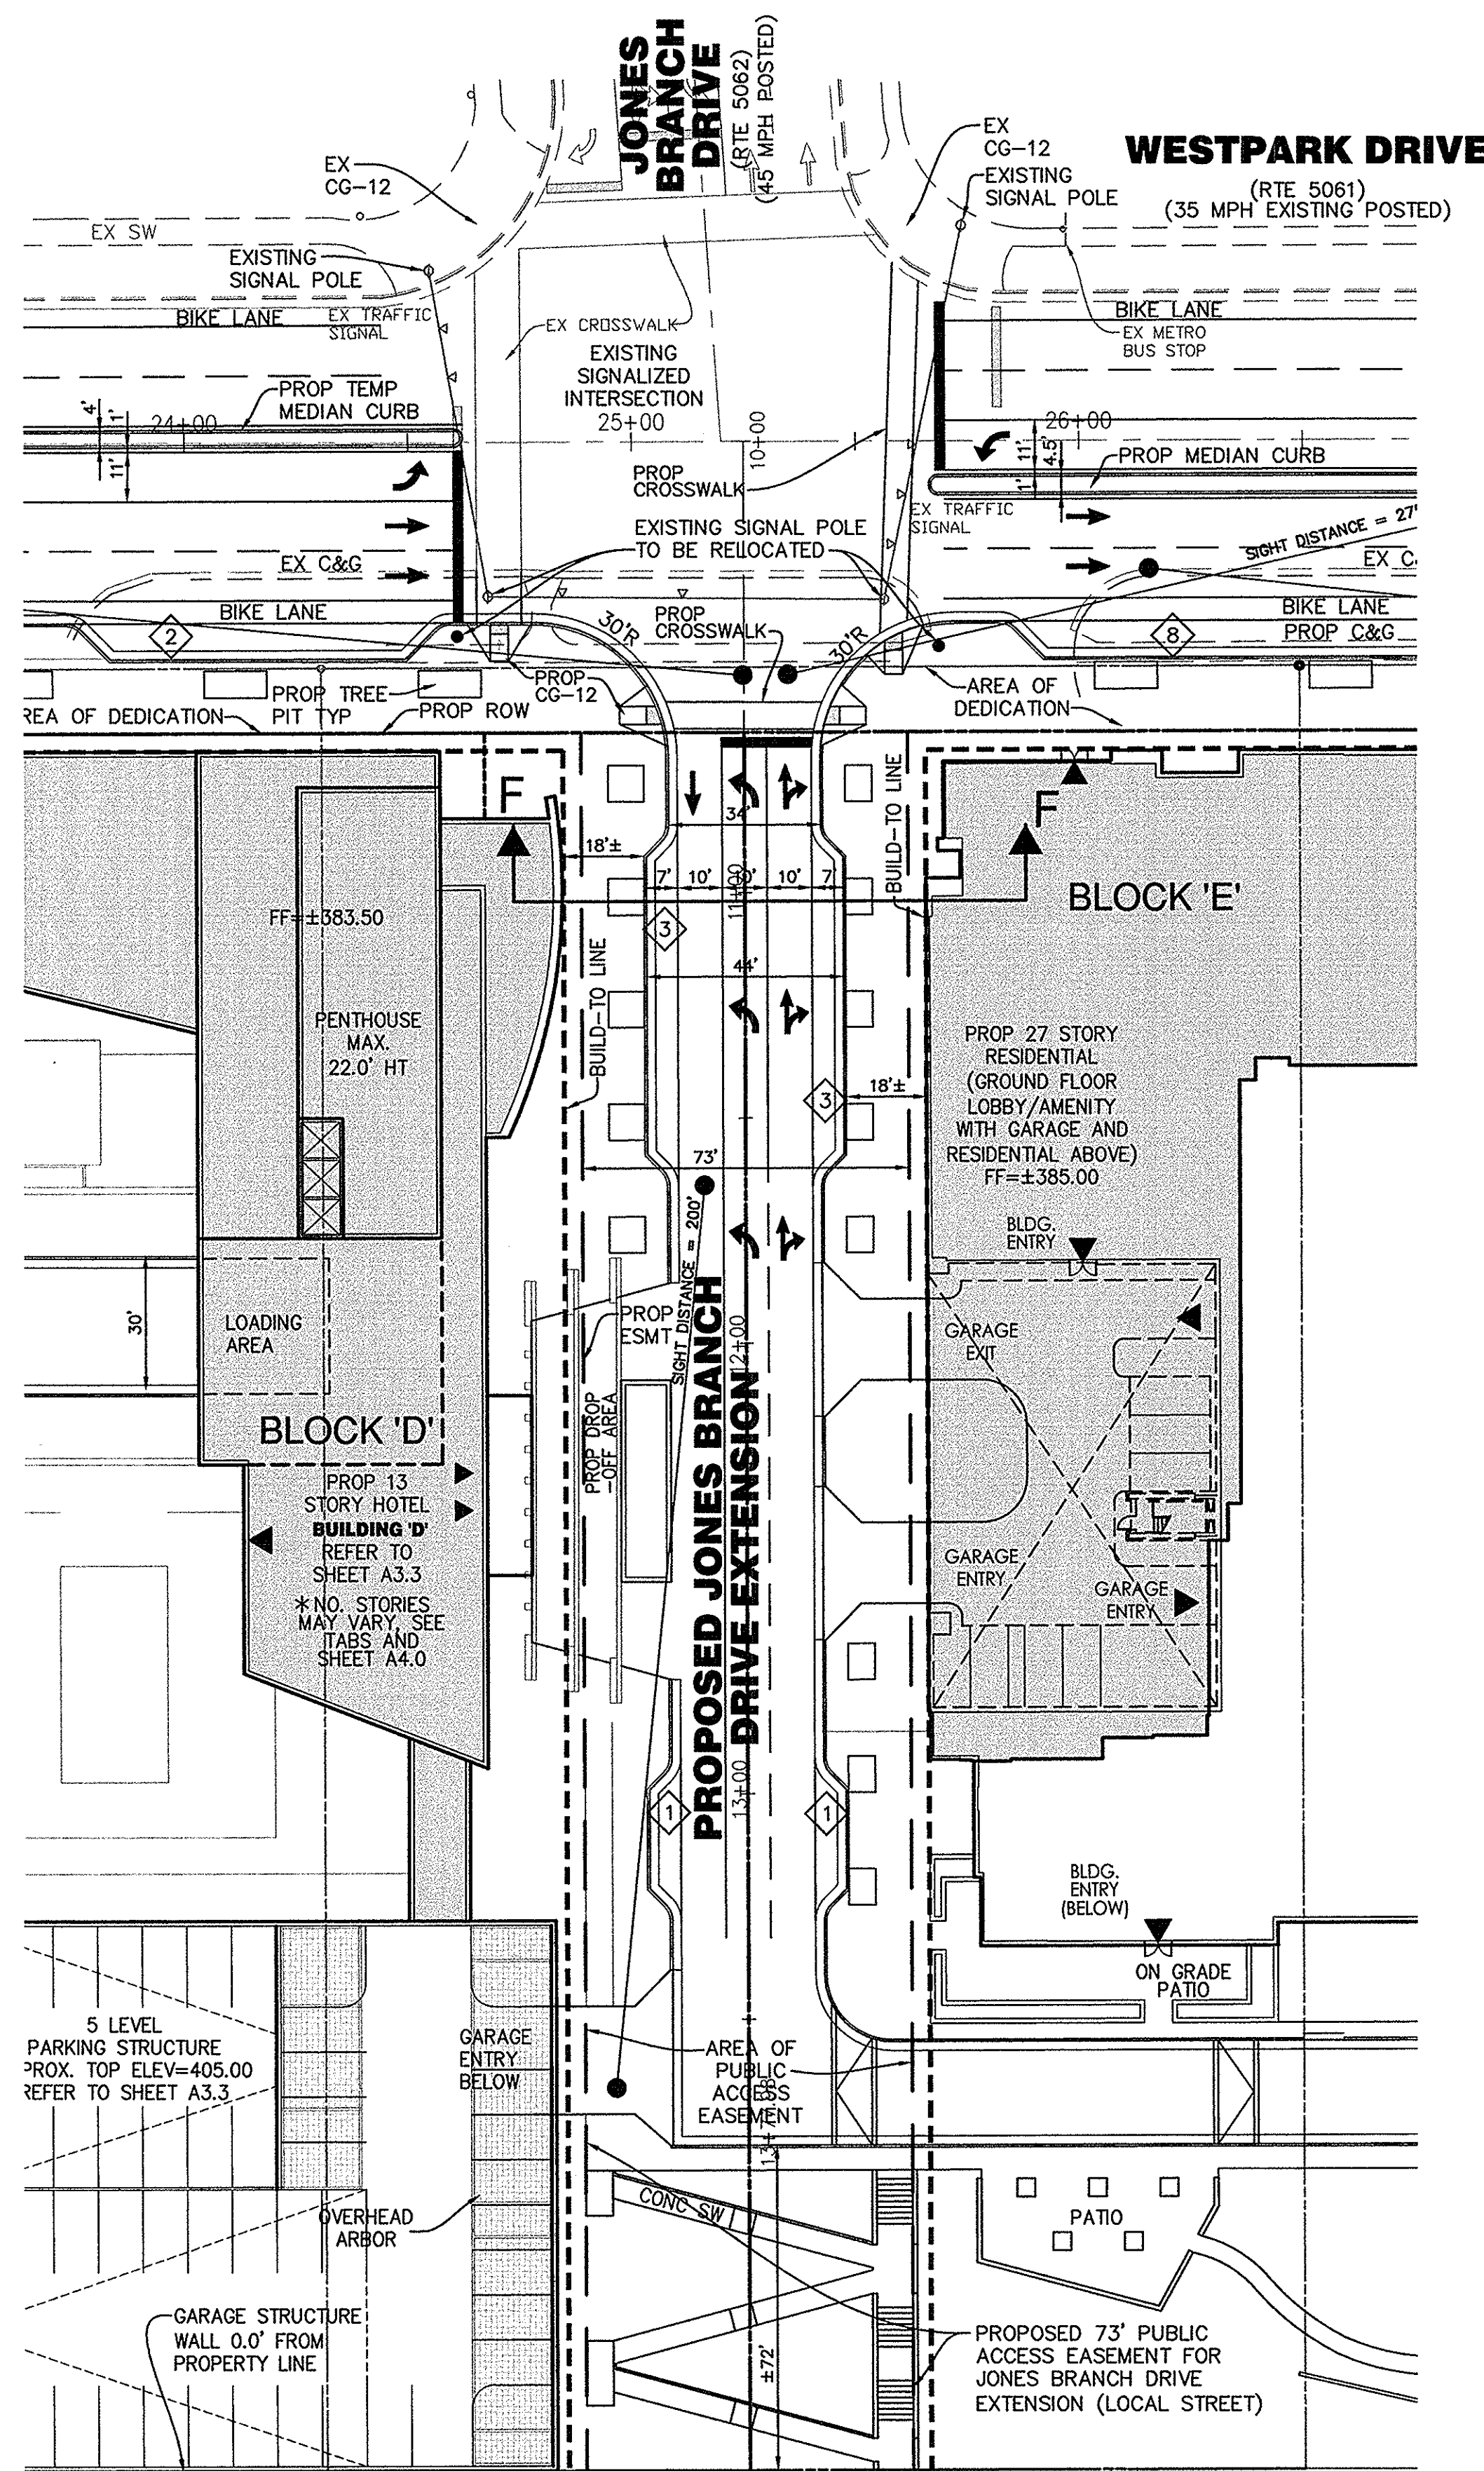 JONES
BRANCH
DRIVE
(RTE 5062)
(45 MPH POSTED)
WESTPARK DRIVE
(RTE 5061)
(35 MPH EXISTING POSTED)
EX
CG-12
EX
CG-12
EXISTING
SIGNAL POLE
EX SW
EXISTING
SIGNAL POLE
BIKE LANE
EX TRAFFIC
SIGNAL
EX CROSSWALK
EXISTING
SIGNALIZED
INTERSECTION
25+00
BIKE LANE
EX METRO
BUS STOP
PROP TEMP
MEDIAN CURB
4'
1'
11'
24+00
10+00
26+00
11'
4.5'
1'
PROP MEDIAN CURB
PROP
CROSSWALK
EX TRAFFIC
SIGNAL
EXISTING SIGNAL POLE
TO BE RELLOCATED
SIGHT DISTANCE = 27'
EX C&G
EX C
BIKE LANE
BIKE LANE
PROP C&G
2
30'R
PROP
CROSSWALK
30'R
8
PROP TREE
PIT TYP
PROP
CG-12
AREA OF
DEDICATION
REA OF DEDICATION
PROP ROW
F
F
34'
18'±
7'
10'
10'
7'
11+00
BUILD-TO LINE
BLOCK 'E'
FF=±383.50
3
44'
BUILD-TO LINE
PENTHOUSE
MAX.
22.0' HT
PROP 27 STORY
RESIDENTIAL
(GROUND FLOOR
LOBBY/AMENITY
WITH GARAGE AND
RESIDENTIAL ABOVE)
FF=±385.00
3
18'±
73'
BLDG.
ENTRY
SIGHT DISTANCE = 200'
30'
LOADING
AREA
PROP
ESMT
12+00
GARAGE
EXIT
PROP DROP
-OFF AREA
BLOCK 'D'
PROP 13
STORY HOTEL
BUILDING 'D'
REFER TO
SHEET A3.3
*NO. STORIES
MAY VARY, SEE
TABS AND
SHEET A4.0
PROPOSED JONES BRANCH
DRIVE EXTENSION
GARAGE
ENTRY
GARAGE
ENTRY
13+00
1
1
BLDG.
ENTRY
(BELOW)
ON GRADE
PATIO
5 LEVEL
PARKING STRUCTURE
PROX. TOP ELEV=405.00
REFER TO SHEET A3.3
GARAGE
ENTRY
BELOW
AREA OF
PUBLIC
ACCESS
EASEMENT
CONC SW
PATIO
OVERHEAD
ARBOR
GARAGE STRUCTURE
WALL 0.0' FROM
PROPERTY LINE
±72'
PROPOSED 73' PUBLIC
ACCESS EASEMENT FOR
JONES BRANCH DRIVE
EXTENSION (LOCAL STREET)